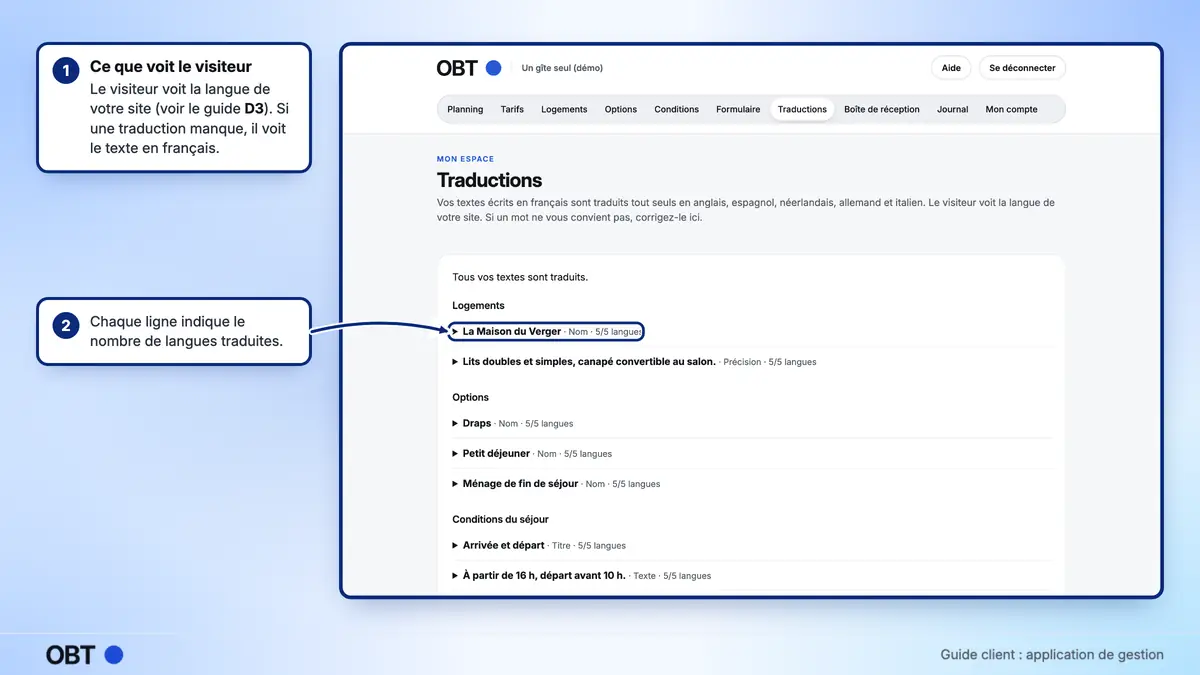 1
Ce que voit le visiteur
Le visiteur voit la langue de
votre site (voir le guide D3). Si
une traduction manque, il voit
le texte en français.
2
Chaque ligne indique le
nombre de langues traduites.
OBT
Un gîte seul (démo)
Aide
Se déconnecter
Planning Tarifs Logements Options Conditions Formulaire Traductions Boîte de réception Journal Mon compte
MON ESPACE
Traductions
Vos textes écrits en français sont traduits tout seuls en anglais, espagnol, néerlandais, allemand et italien. Le visiteur voit la langue de
votre site. Si un mot ne vous convient pas, corrigez-le ici.
Tous vos textes sont traduits.
Logements
La Maison du Verger · Nom · 5/5 langues
Lits doubles et simples, canapé convertible au salon. · Précision · 5/5 langues
Options
Draps · Nom · 5/5 langues
Petit déjeuner · Nom · 5/5 langues
Ménage de fin de séjour · Nom · 5/5 langues
Conditions du séjour
Arrivée et départ · Titre · 5/5 langues
À partir de 16 h, départ avant 10 h. · Texte · 5/5 langues
OBT
Guide client : application de gestion